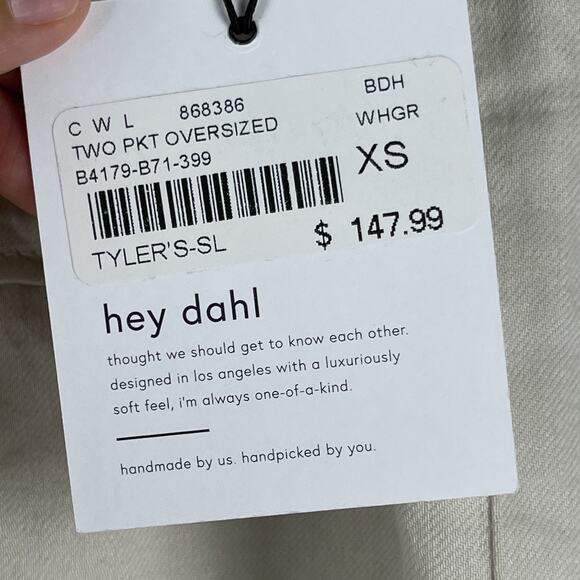 C W L 868386 BDH
TWO PKT OVERSIZED WHGR
B4179-B71-399 XS
TYLER'S-SL $ 147.99
hey dahl
thought we should get to know each other.
designed in los angeles with a luxuriously
soft feel, i'm always one-of-a-kind.
handmade by us. handpicked by you.